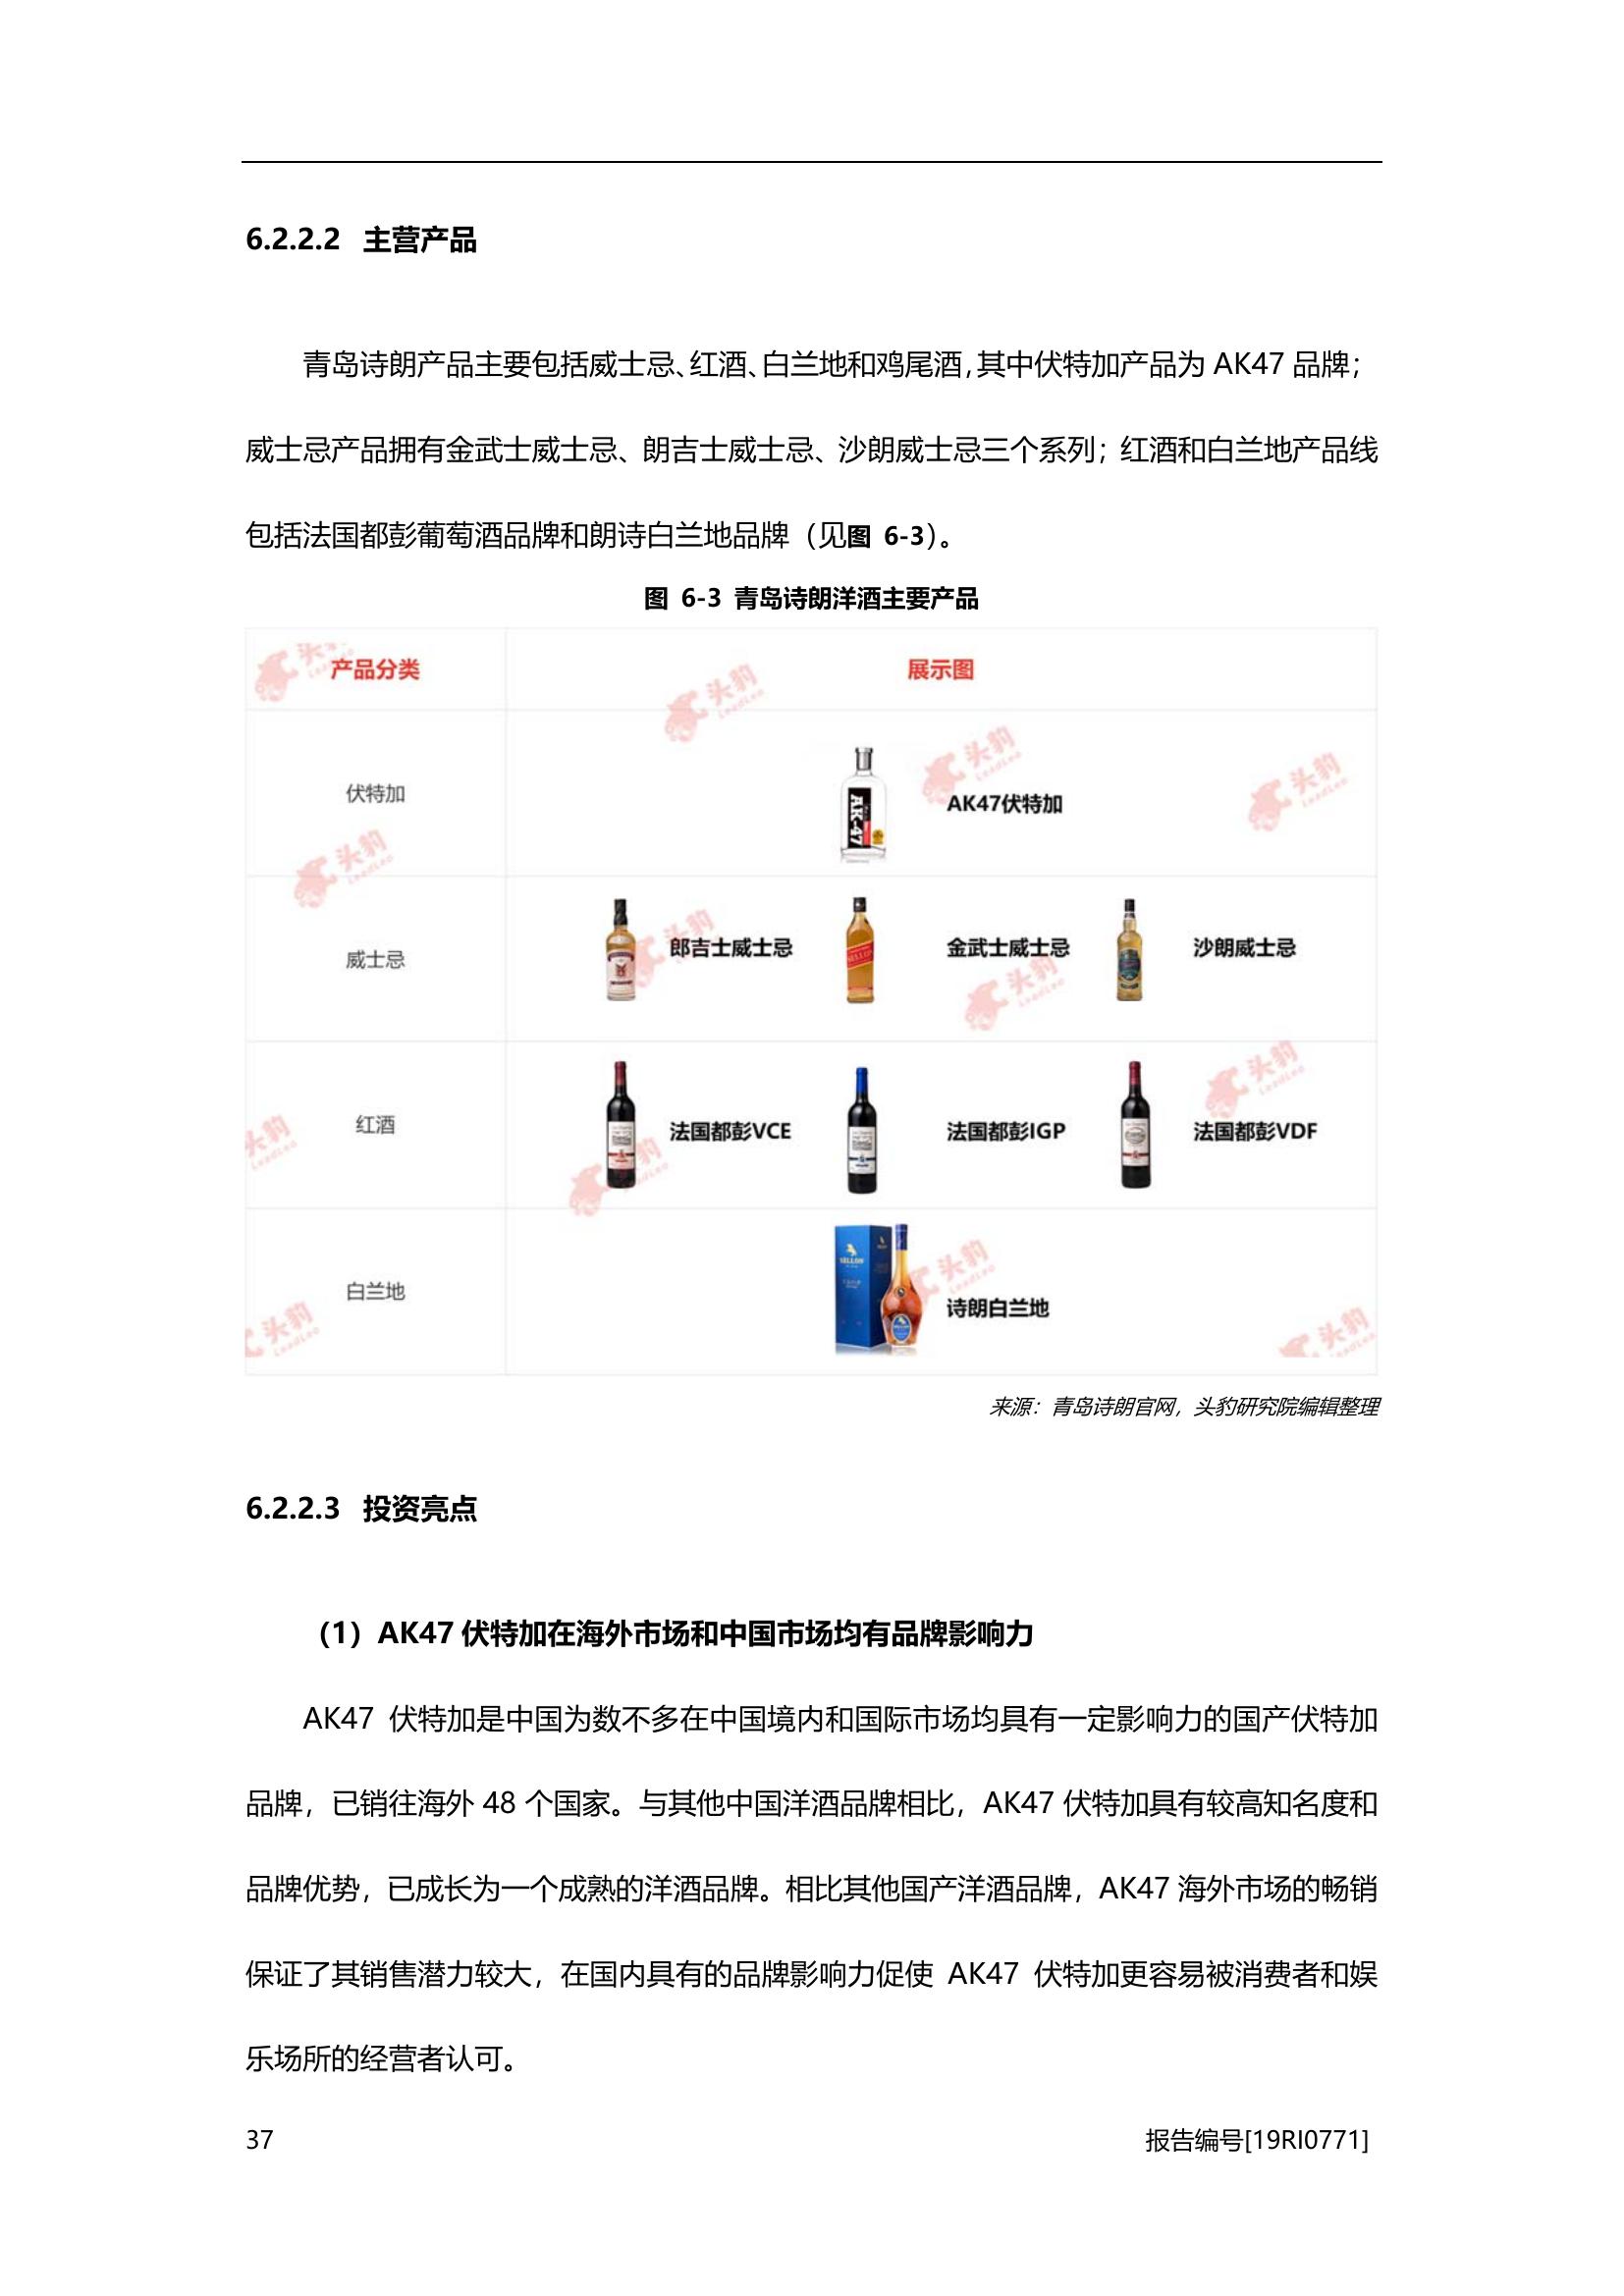 6.2.2.2 主营产品
青岛诗朗产品主要包括威士忌、红酒、白兰地和鸡尾酒，其中伏特加产品为 AK47 品牌；
威士忌产品拥有金武士威士忌、朗吉士威士忌、沙朗威士忌三个系列；红酒和白兰地产品线
包括法国都彭葡萄酒品牌和朗诗白兰地品牌（见图 6-3）。
图 6-3 青岛诗朗洋酒主要产品
产品分类 展示图
伏特加 AK47伏特加
AK-47
威士忌 郎吉士威士忌 金武士威士忌 沙朗威士忌
红酒 法国都彭VCE 法国都彭IGP 法国都彭VDF
白兰地 诗朗白兰地
头豹
LeadLeo
来源：青岛诗朗官网，头豹研究院编辑整理
6.2.2.3 投资亮点
（1）AK47 伏特加在海外市场和中国市场均有品牌影响力
AK47 伏特加是中国为数不多在中国境内和国际市场均具有一定影响力的国产伏特加
品牌，已销往海外 48 个国家。与其他中国洋酒品牌相比，AK47 伏特加具有较高知名度和
品牌优势，已成长为一个成熟的洋酒品牌。相比其他国产洋酒品牌，AK47 海外市场的畅销
保证了其销售潜力较大，在国内具有的品牌影响力促使 AK47 伏特加更容易被消费者和娱
乐场所的经营者认可。
37 报告编号[19RI0771]